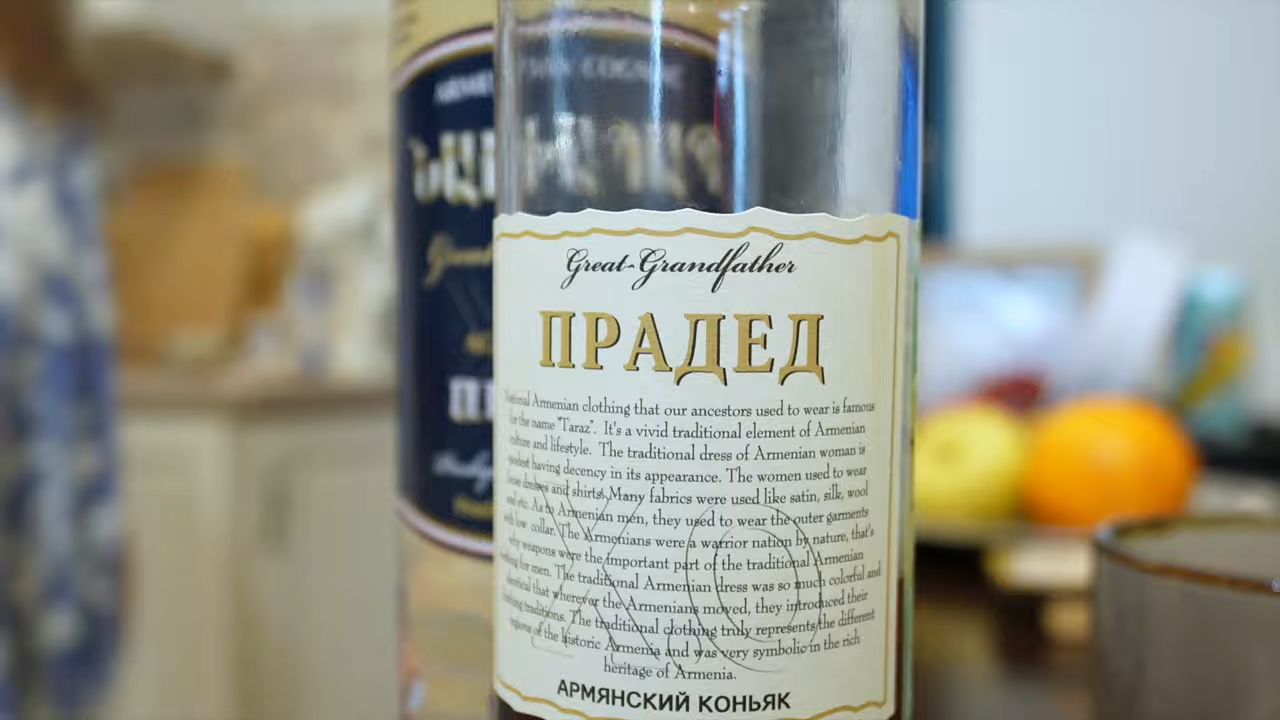 Great-Grandfather
ПРАДЕД
National Armenian clothing that our ancestors used to wear is famous
for the name "Taraz". It's a vivid traditional element of Armenian
culture and lifestyle. The traditional dress of Armenian woman is
modest having decency in its appearance. The women used to wear
dresses and shirts. Many fabrics were used like satin, silk, wool
and etc. As to Armenian men, they used to wear the outer garments
with low collar. The Armenians were a warrior nation by nature, that's
why weapons were the important part of the traditional Armenian
for men. The traditional Armenian dress was so much colorful and
identical that wherever the Armenians moved, they introduced their
traditions. The traditional clothing truly represents the different
regions of the historic Armenia and was very symbolic in the rich
heritage of Armenia.
XO
АРМЯНСКИЙ КОНЬЯК